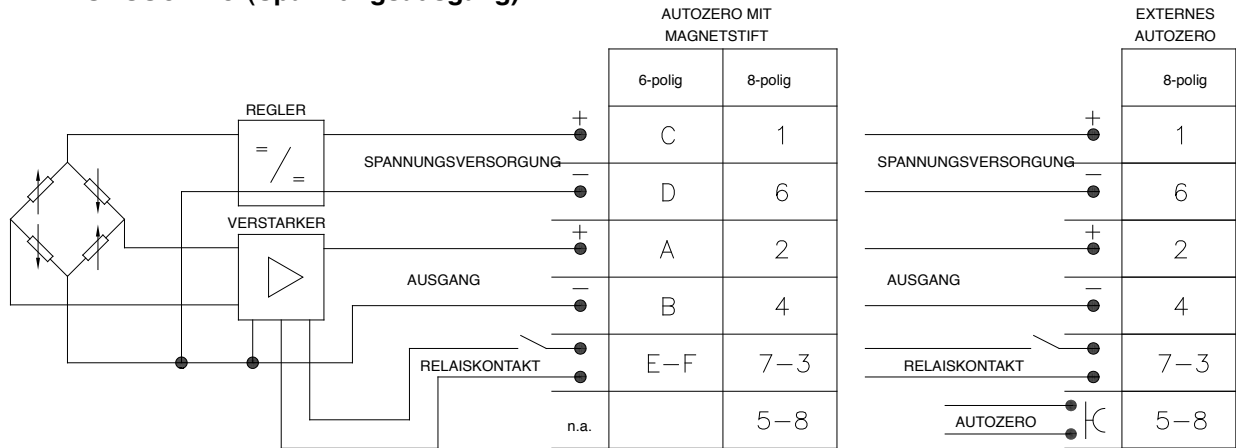 AUTOZERO MIT
MAGNETSTIFT
EXTERNES
AUTOZERO
6-polig 8-polig 8-polig
REGLER
+ C 1 + 1
= / =
SPANNUNGSVERSORGUNG SPANNUNGSVERSORGUNG
− D 6 − 6
VERSTARKER
+ A 2 + 2
AUSGANG AUSGANG
− B 4 − 4
RELAISKONTAKT E−F 7−3 RELAISKONTAKT 7−3
n.a. 5−8 AUTOZERO 5−8